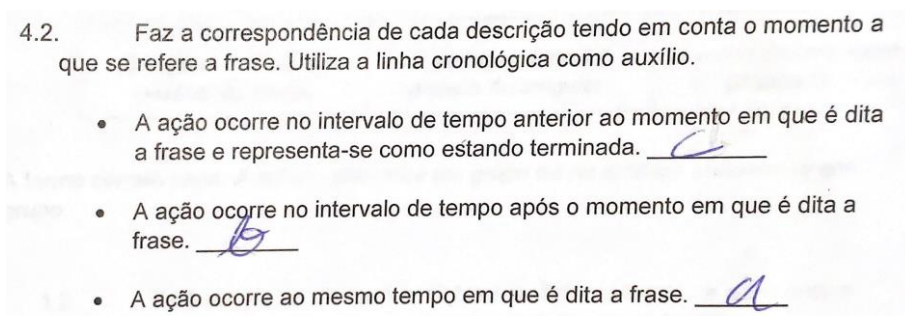 4.2. Faz a correspondência de cada descrição tendo em conta o momento a
que se refere a frase. Utiliza a linha cronológica como auxílio.
• A ação ocorre no intervalo de tempo anterior ao momento em que é dita
a frase e representa-se como estando terminada. c
• A ação ocorre no intervalo de tempo após o momento em que é dita a
frase. b
• A ação ocorre ao mesmo tempo em que é dita a frase. a